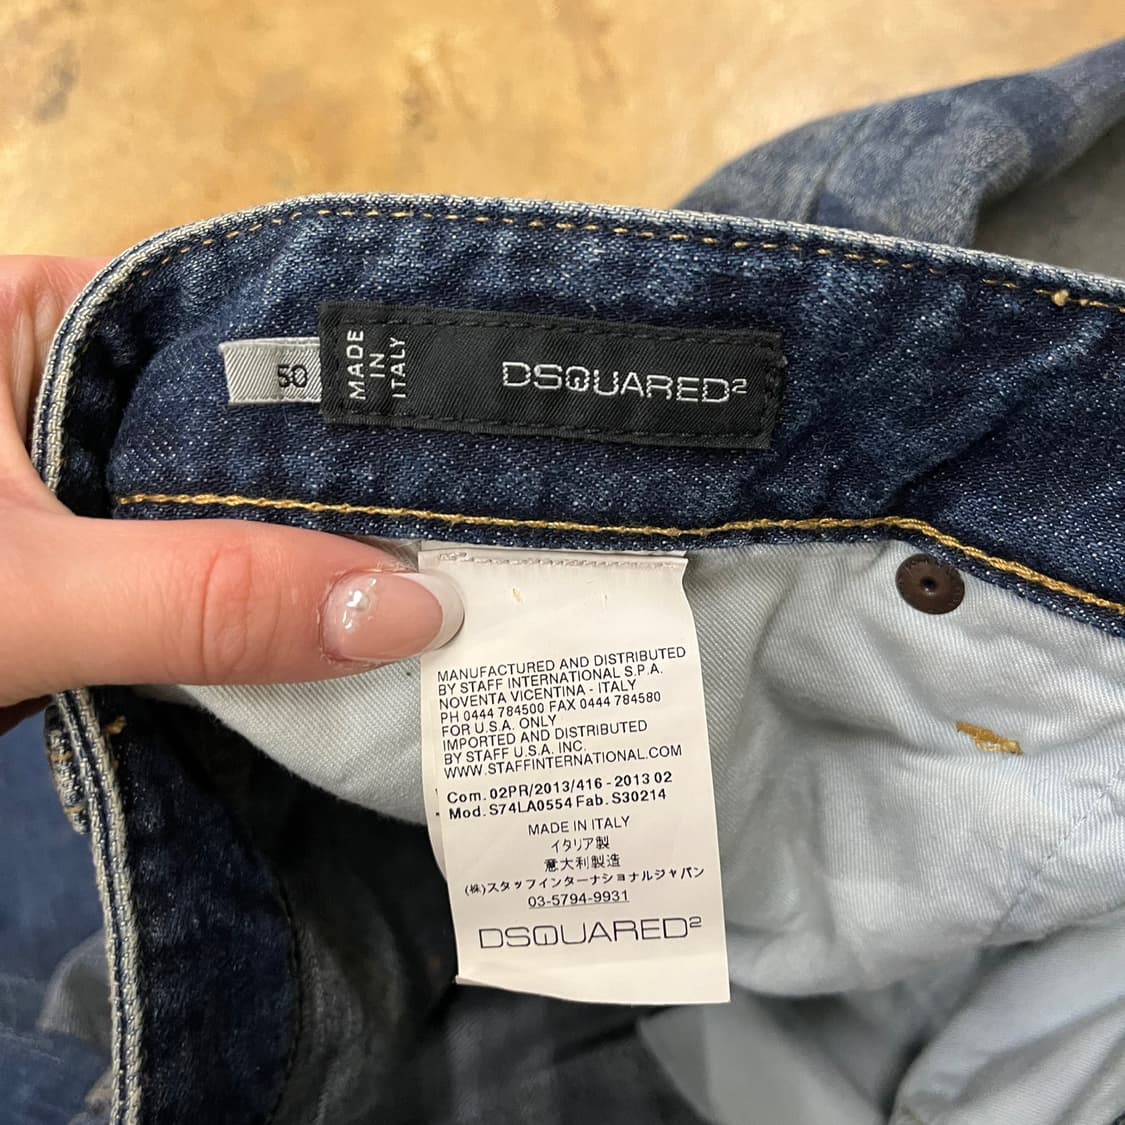 50
MADE
IN
ITALY
DSQUARED²
MANUFACTURED AND DISTRIBUTED
BY STAFF INTERNATIONAL S.P.A.
NOVENTA VICENTINA - ITALY
PH 0444 784500 FAX 0444 784580
FOR U.S.A. ONLY
IMPORTED AND DISTRIBUTED
BY STAFF U.S.A. INC.
WWW.STAFFINTERNATIONAL.COM
Com. 02PR/2013/416 - 2013 02
Mod. S74LA0554 Fab. S30214
MADE IN ITALY
イタリア製
意大利製造
(株)スタッフインターナショナルジャパン
03-5794-9931
DSQUARED²